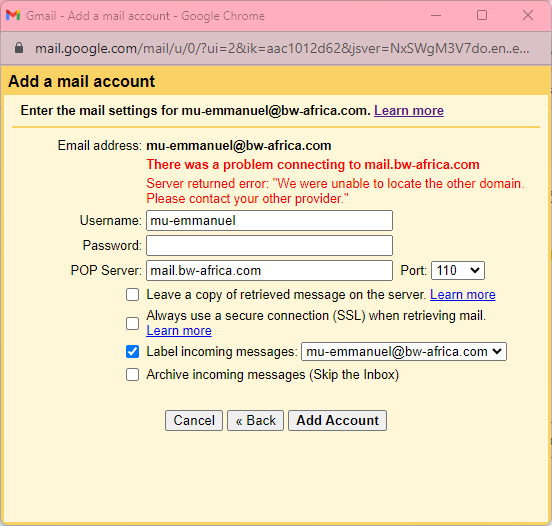 Gmail - Add a mail account - Google Chrome
mail.google.com/mail/u/0/?ui=2&ik=aac1012d62&jsver=NxSWgM3V7do.en..e...
Add a mail account
Enter the mail settings for mu-emmanuel@bw-africa.com. Learn more
Email address: mu-emmanuel@bw-africa.com
There was a problem connecting to mail.bw-africa.com
Server returned error: "We were unable to locate the other domain.
Please contact your other provider."
Username: mu-emmanuel
Password:
POP Server: mail.bw-africa.com Port: 110
Leave a copy of retrieved message on the server. Learn more
Always use a secure connection (SSL) when retrieving mail.
Learn more
Label incoming messages: mu-emmanuel@bw-africa.com
Archive incoming messages (Skip the Inbox)
Cancel « Back Add Account